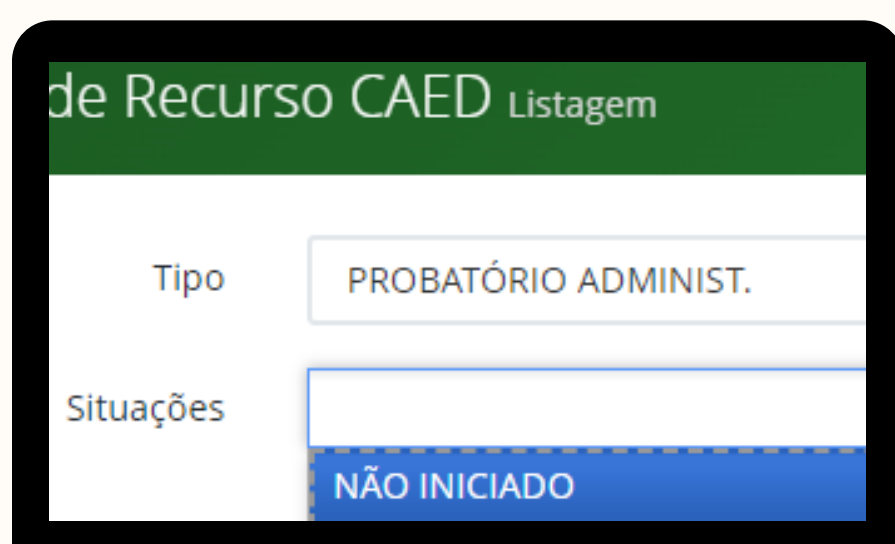 de Recurso CAED Listagem
Tipo PROBATÓRIO ADMINIST.
Situações
NÃO INICIADO